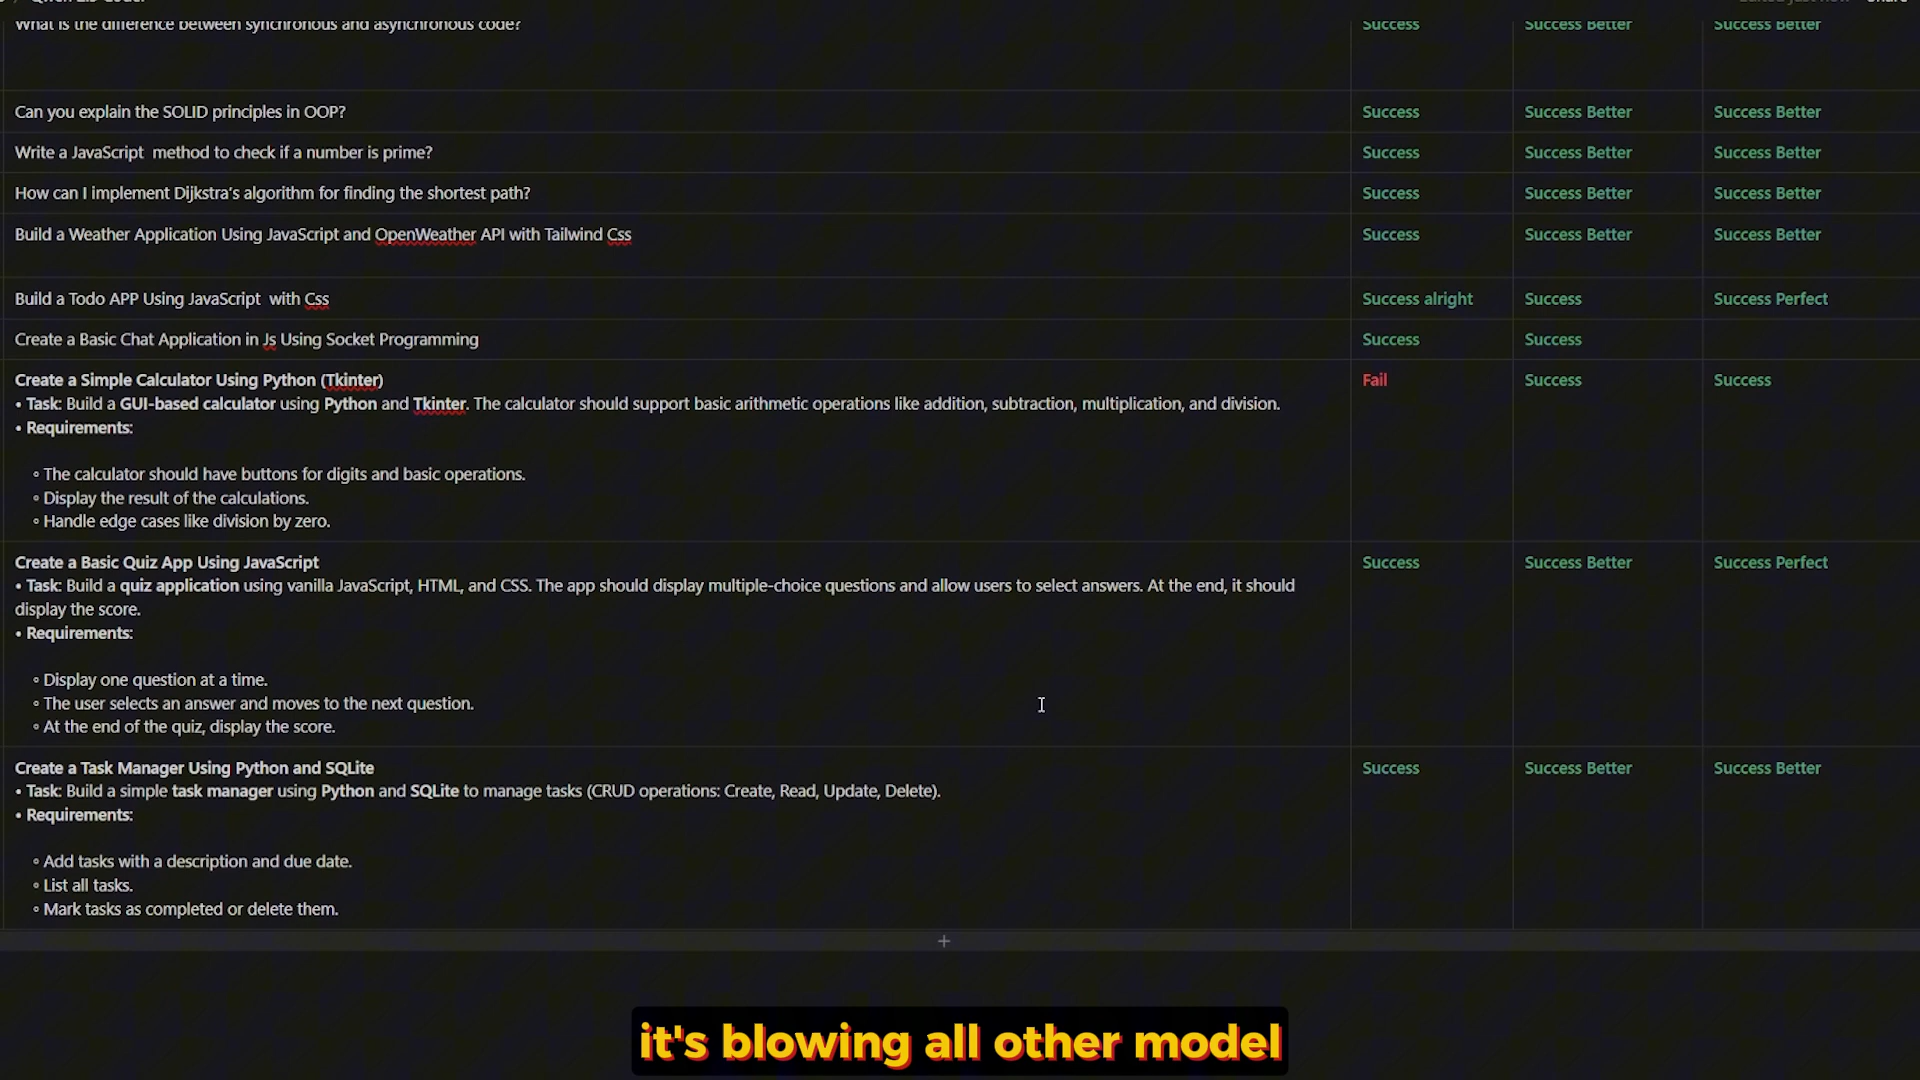 What is the difference between synchronous and asynchronous code? Success Success Better Success Better
Can you explain the SOLID principles in OOP? Success Success Better Success Better
Write a JavaScript method to check if a number is prime? Success Success Better Success Better
How can I implement Dijkstra's algorithm for finding the shortest path? Success Success Better Success Better
Build a Weather Application Using JavaScript and OpenWeather API with Tailwind Css Success Success Better Success Better
Build a Todo APP Using JavaScript with Css Success alright Success Success Perfect
Create a Basic Chat Application in Js Using Socket Programming Success Success
Create a Simple Calculator Using Python (Tkinter) Fail Success Success
• Task: Build a GUI-based calculator using Python and Tkinter. The calculator should support basic arithmetic operations like addition, subtraction, multiplication, and division.
• Requirements:
◦ The calculator should have buttons for digits and basic operations.
◦ Display the result of the calculations.
◦ Handle edge cases like division by zero.
Create a Basic Quiz App Using JavaScript Success Success Better Success Perfect
• Task: Build a quiz application using vanilla JavaScript, HTML, and CSS. The app should display multiple-choice questions and allow users to select answers. At the end, it should
display the score.
• Requirements:
◦ Display one question at a time.
◦ The user selects an answer and moves to the next question.
◦ At the end of the quiz, display the score.
Create a Task Manager Using Python and SQLite Success Success Better Success Better
• Task: Build a simple task manager using Python and SQLite to manage tasks (CRUD operations: Create, Read, Update, Delete).
• Requirements:
◦ Add tasks with a description and due date.
◦ List all tasks.
◦ Mark tasks as completed or delete them.
+
it's blowing all other model